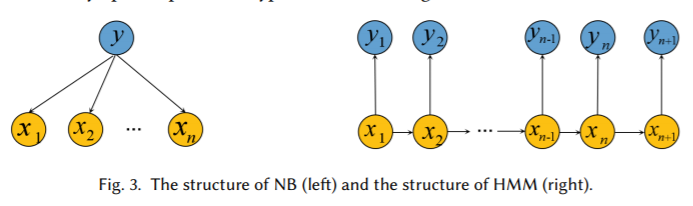 y y₁ y₂ yₙ₋₁ yₙ yₙ₊₁
x₁ x₂ ... xₙ x₁ x₂ ... xₙ₋₁ xₙ xₙ₊₁
Fig. 3. The structure of NB (left) and the structure of HMM (right).